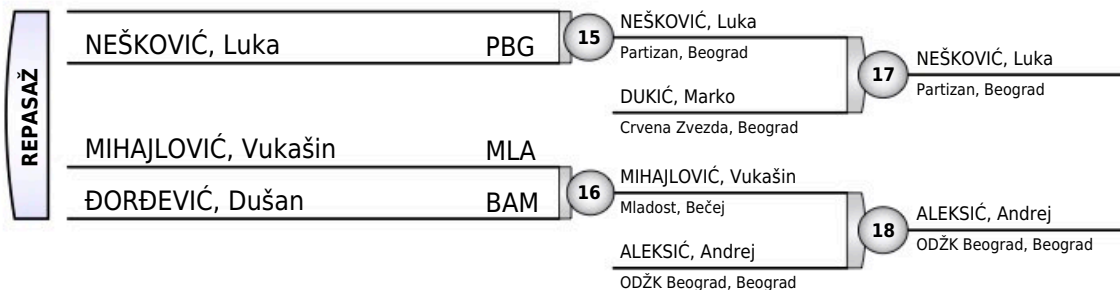 REPASAŽ
NEŠKOVIĆ, Luka PBG
MIHAJLOVIĆ, Vukašin MLA
ĐORĐEVIĆ, Dušan BAM
15
NEŠKOVIĆ, Luka
Partizan, Beograd
DUKIĆ, Marko
Crvena Zvezda, Beograd
16
MIHAJLOVIĆ, Vukašin
Mladost, Bečej
ALEKSIĆ, Andrej
ODŽK Beograd, Beograd
17
NEŠKOVIĆ, Luka
Partizan, Beograd
18
ALEKSIĆ, Andrej
ODŽK Beograd, Beograd